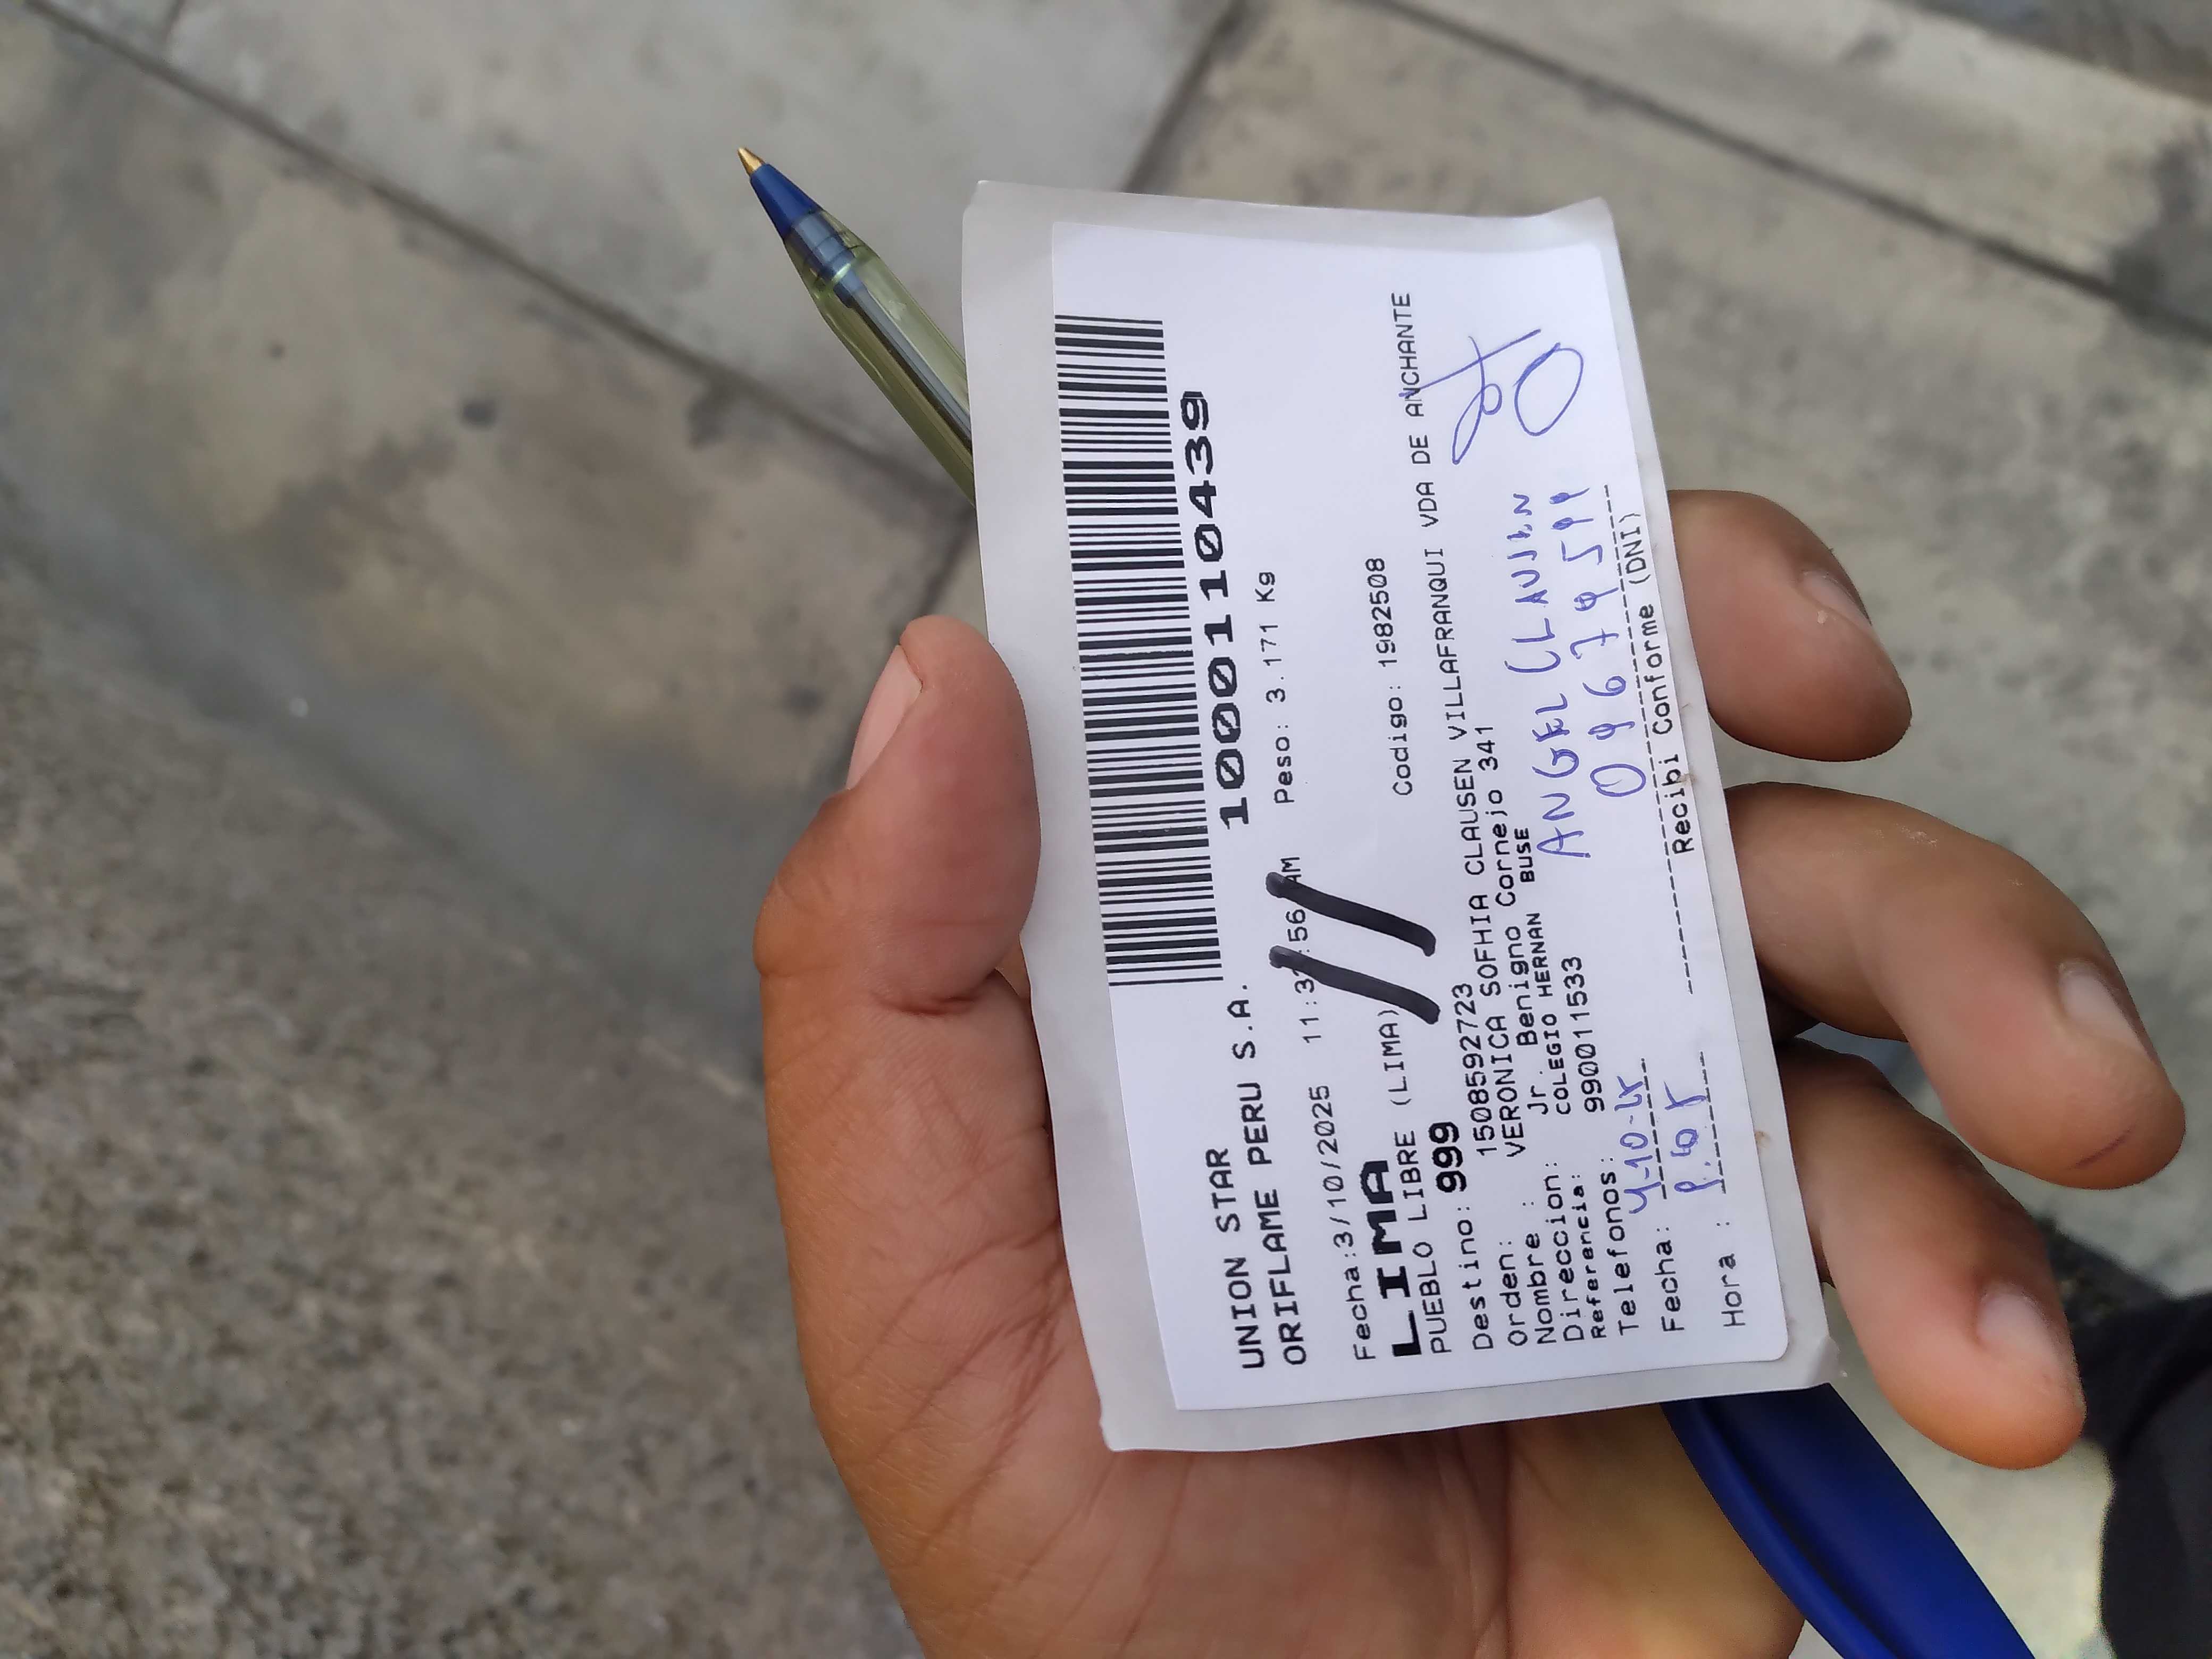 UNION STAR
ORIFLAME PERU S.A. 10001110439
Fecha:3/10/2025 11:3 :56 AM Peso: 3.171 Kg
LIMA
PUEBLO LIBRE (LIMA) Codigo: 1982508
Destino: 999
Orden: 1508592723
Nombre : VERONICA SOFHIA CLAUSEN VILLAFRANQUI VDA DE ANCHANTE
Direccion: Jr. Benigno Cornejo 341
Referencia: COLEGIO HERNAN BUSE
Telefonos: 990011533
ANGEL CLAUSEN
Fecha: 4-10-25
Hora :
Recibi Conforme (DNI)